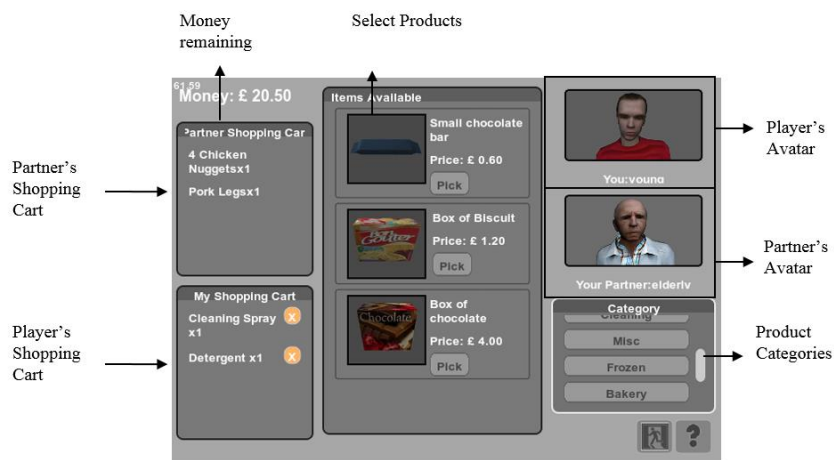 Money
remaining
Select Products
61.59
Money: £ 20.50
Partner Shopping Car
4 Chicken
Nuggetsx1
Pork Legsx1
My Shopping Cart
Cleaning Spray X
x1
Detergent x1 X
Items Available
Small chocolate
bar
Price: £ 0.60
Pick
BON
GOUTER
Box of Biscuit
Price: £ 1.20
Pick
Chocolate
Box of
chocolate
Price: £ 4.00
Pick
You:young
Your Partner:elderly
Category
Cleaning
Misc
Frozen
Bakery
?
Partner's
Shopping
Cart
Player's
Shopping
Cart
Player's
Avatar
Partner's
Avatar
Product
Categories